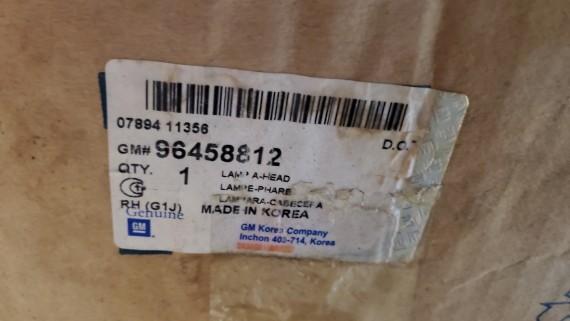 07894 11356
D.O.T
GM# 96458812
QTY. 1
LAMPA-HEAD
LAMPE-PHARE
LAMPARA-CABECERA
RH (G1J)
MADE IN KOREA
Genuine
GM
GM Korea Company
Inchon 403-714, Korea